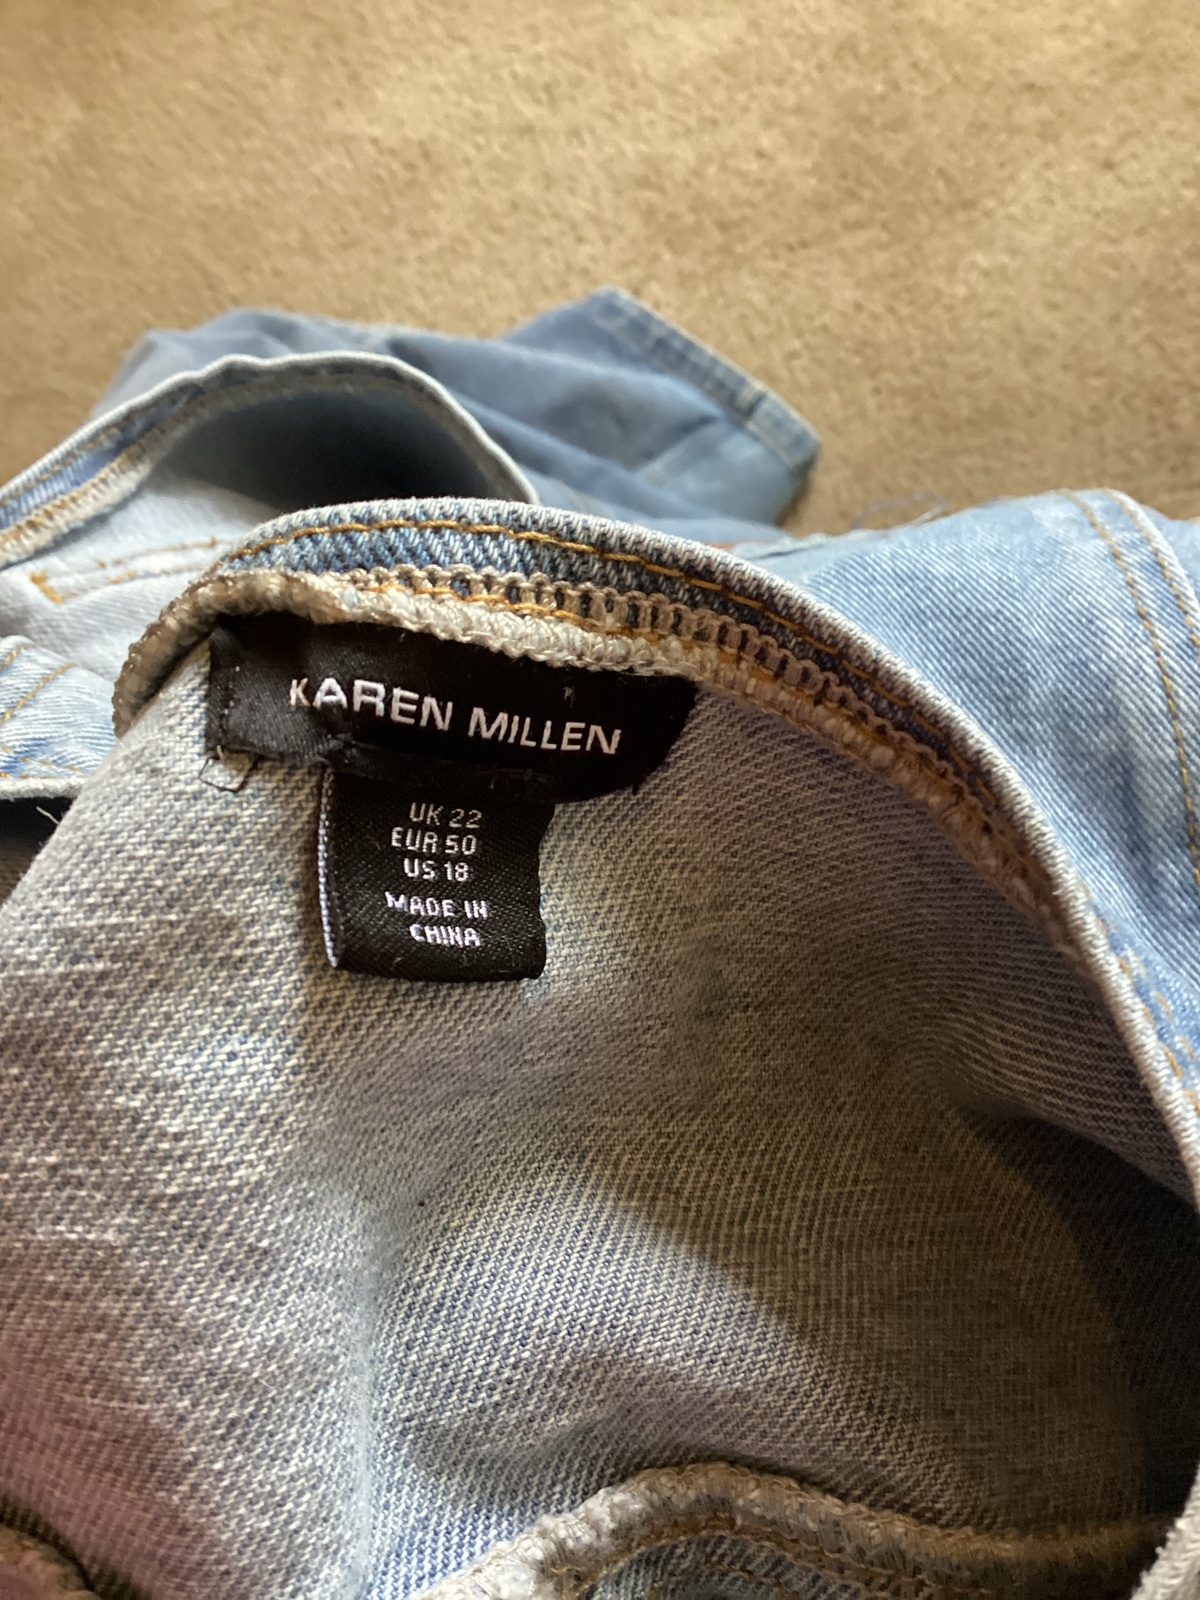 KAREN MILLEN
UK 22
EUR 50
US 18
MADE IN
CHINA